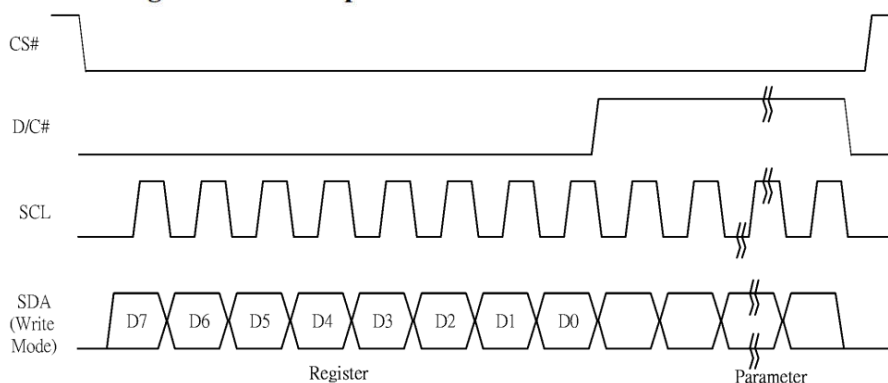 CS#
D/C#
SCL
SDA
(Write
Mode)
D7 D6 D5 D4 D3 D2 D1 D0
Register
Parameter